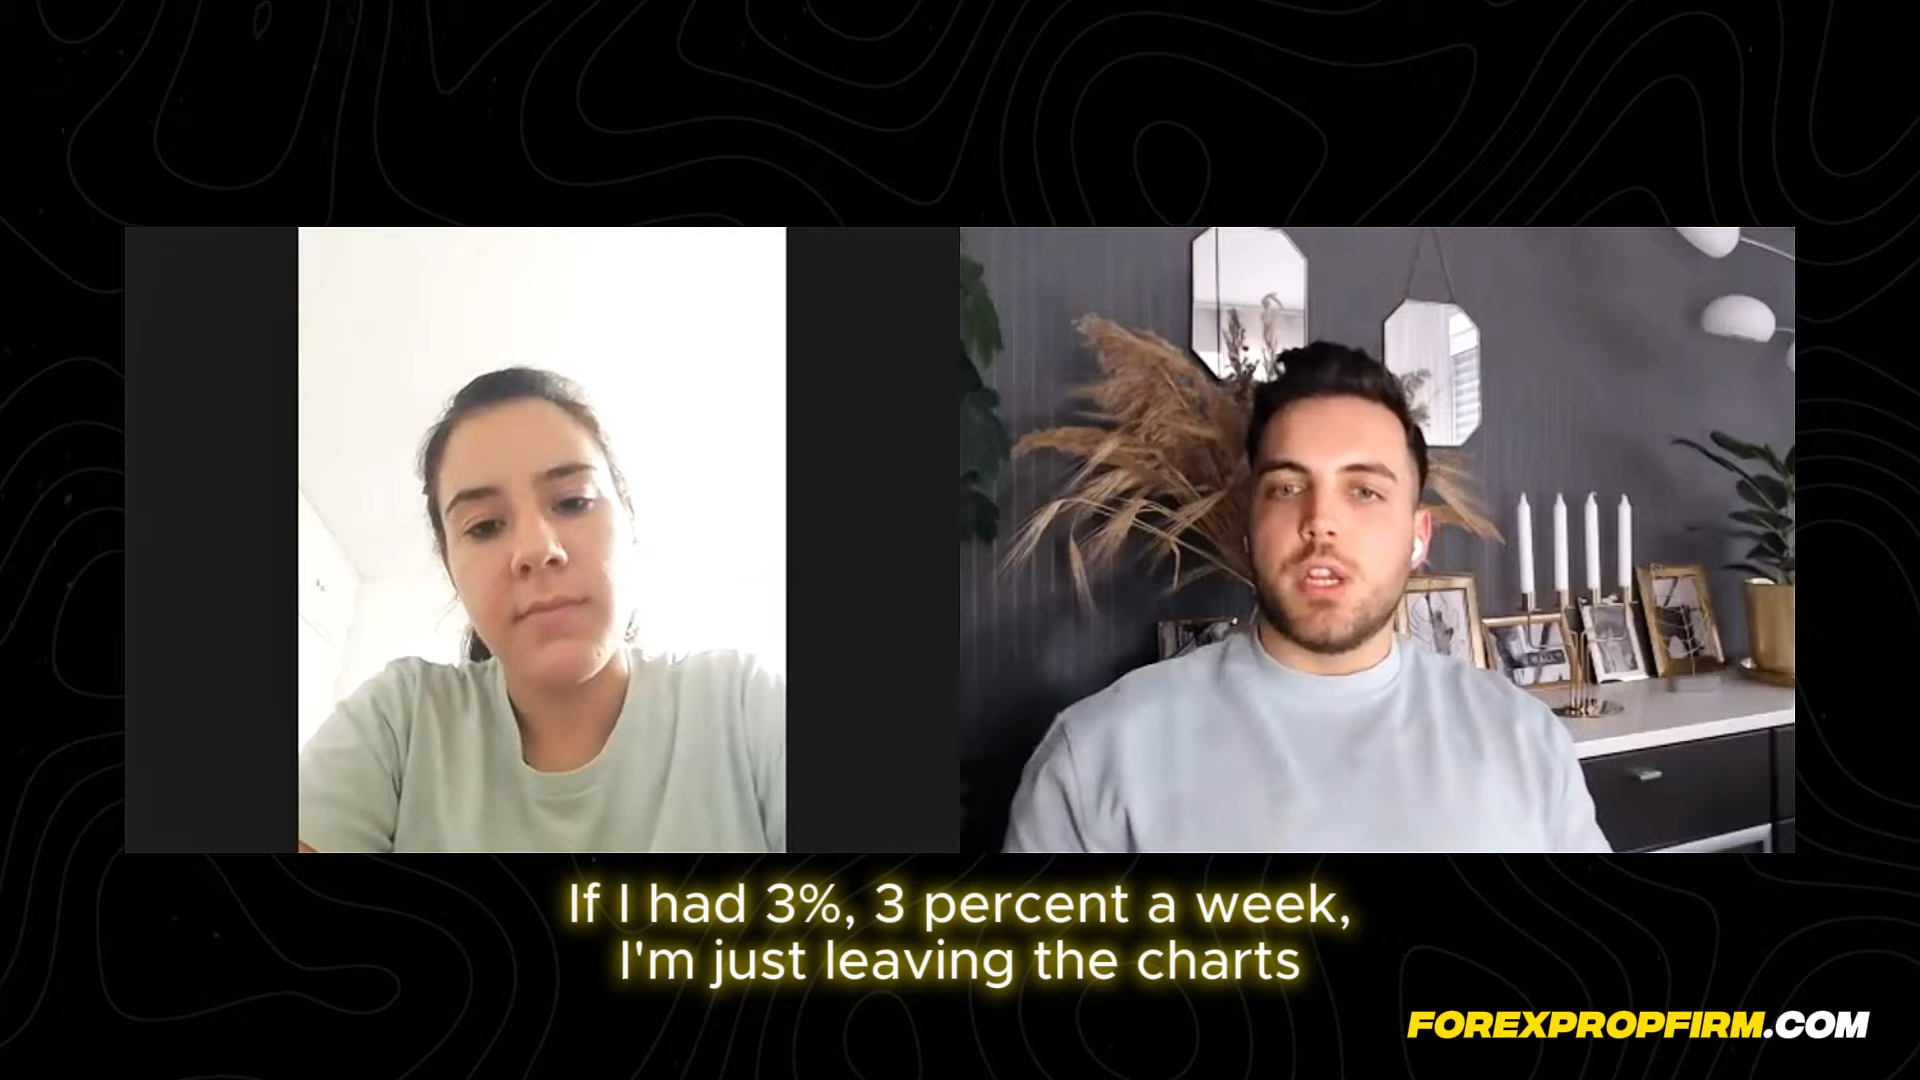 If I had 3%, 3 percent a week,
I'm just leaving the charts
FOREXPROPFIRM.COM